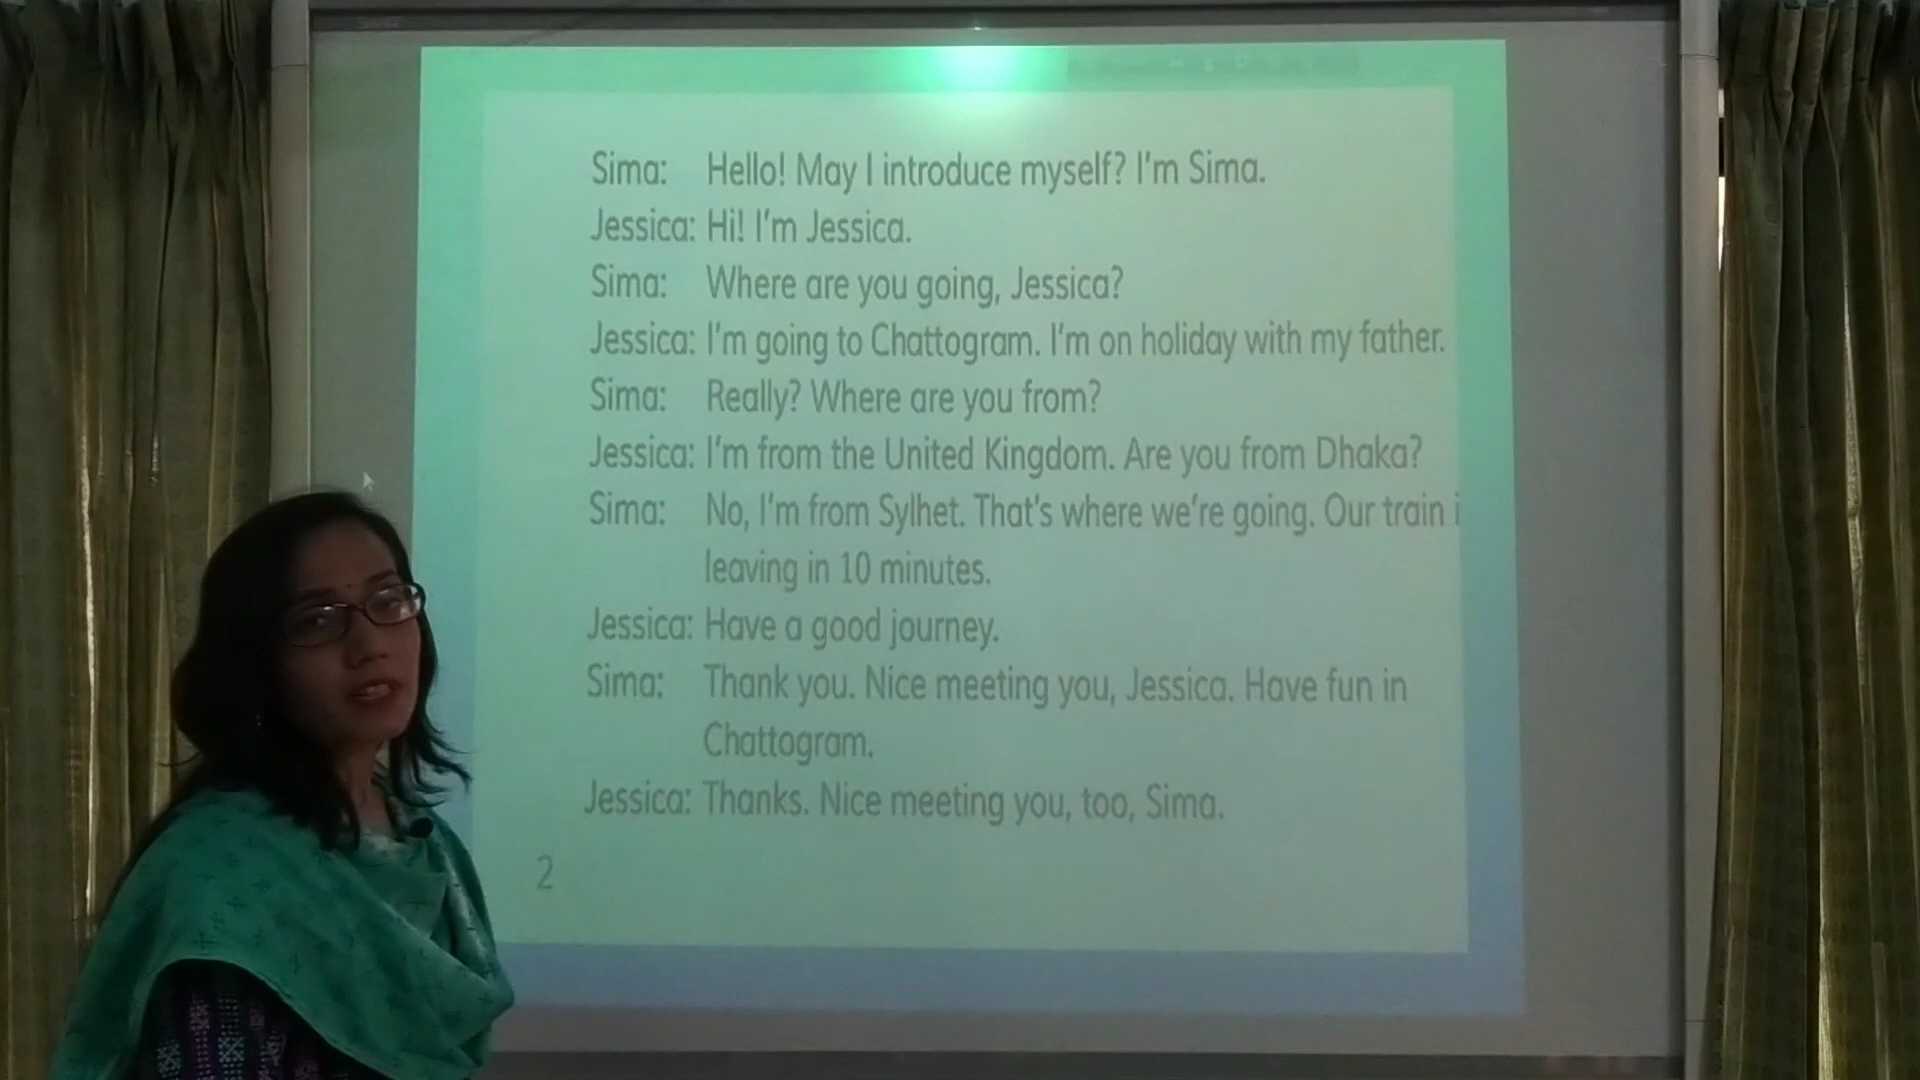 Sima: Hello! May I introduce myself? I'm Sima.
Jessica: Hi! I'm Jessica.
Sima: Where are you going, Jessica?
Jessica: I'm going to Chattogram. I'm on holiday with my father.
Sima: Really? Where are you from?
Jessica: I'm from the United Kingdom. Are you from Dhaka?
Sima: No, I'm from Sylhet. That's where we're going. Our train i
leaving in 10 minutes.
Jessica: Have a good journey.
Sima: Thank you. Nice meeting you, Jessica. Have fun in
Chattogram.
Jessica: Thanks. Nice meeting you, too, Sima.
2